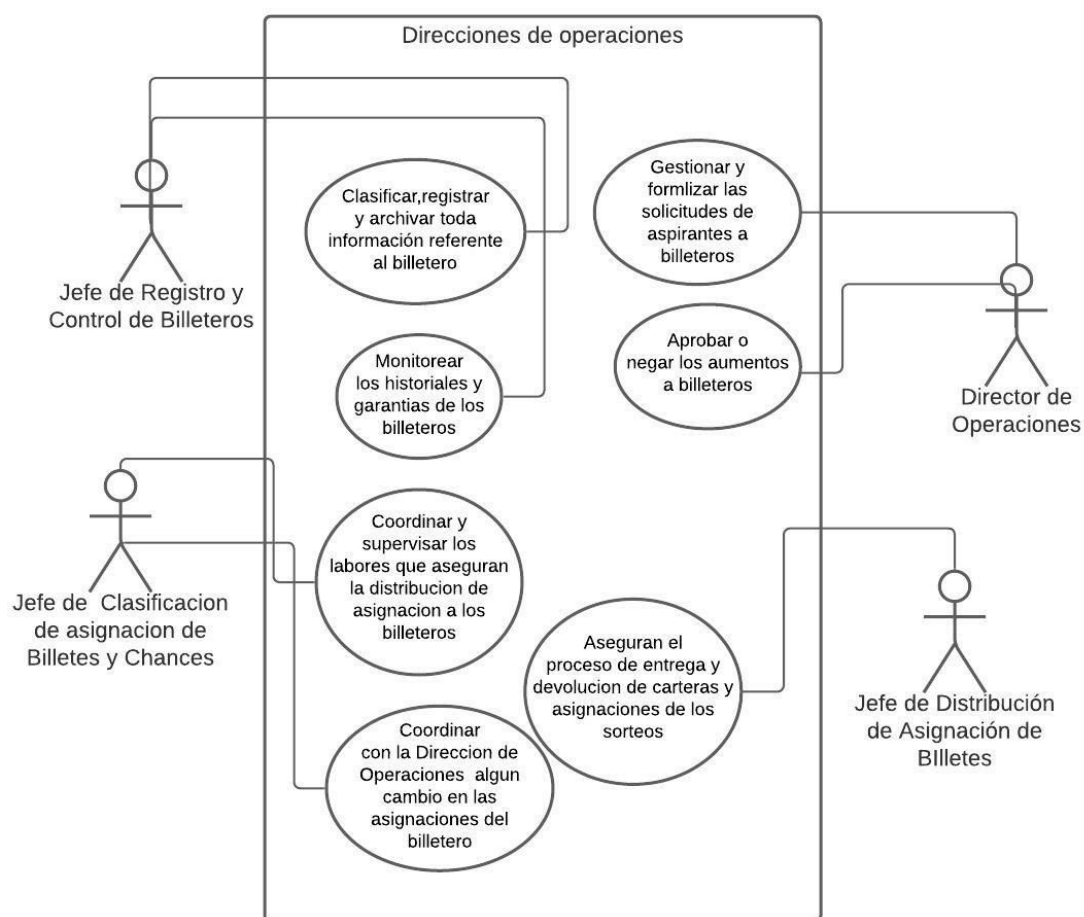 Direcciones de operaciones
Clasificar,registrar
y archivar toda
información referente
al billetero
Gestionar y
formlizar las
solicitudes de
aspirantes a
billeteros
Jefe de Registro y
Control de Billeteros
Monitorear
los historiales y
garantias de los
billeteros
Aprobar o
negar los aumentos
a billeteros
Director de
Operaciones
Coordinar y
supervisar los
labores que aseguran
la distribucion de
asignacion a los
billeteros
Jefe de Clasificacion
de asignacion de
Billetes y Chances
Aseguran el
proceso de entrega y
devolucion de carteras y
asignaciones de los
sorteos
Jefe de Distribución
de Asignación de
BIlletes
Coordinar
con la Direccion de
Operaciones algun
cambio en las
asignaciones del
billetero